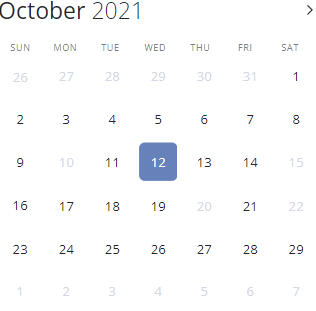 October 2021
SUN MON TUE WED THU FRI SAT
26 27 28 29 30 31 1
2 3 4 5 6 7 8
9 10 11 12 13 14 15
16 17 18 19 20 21 22
23 24 25 26 27 28 29
1 2 3 4 5 6 7